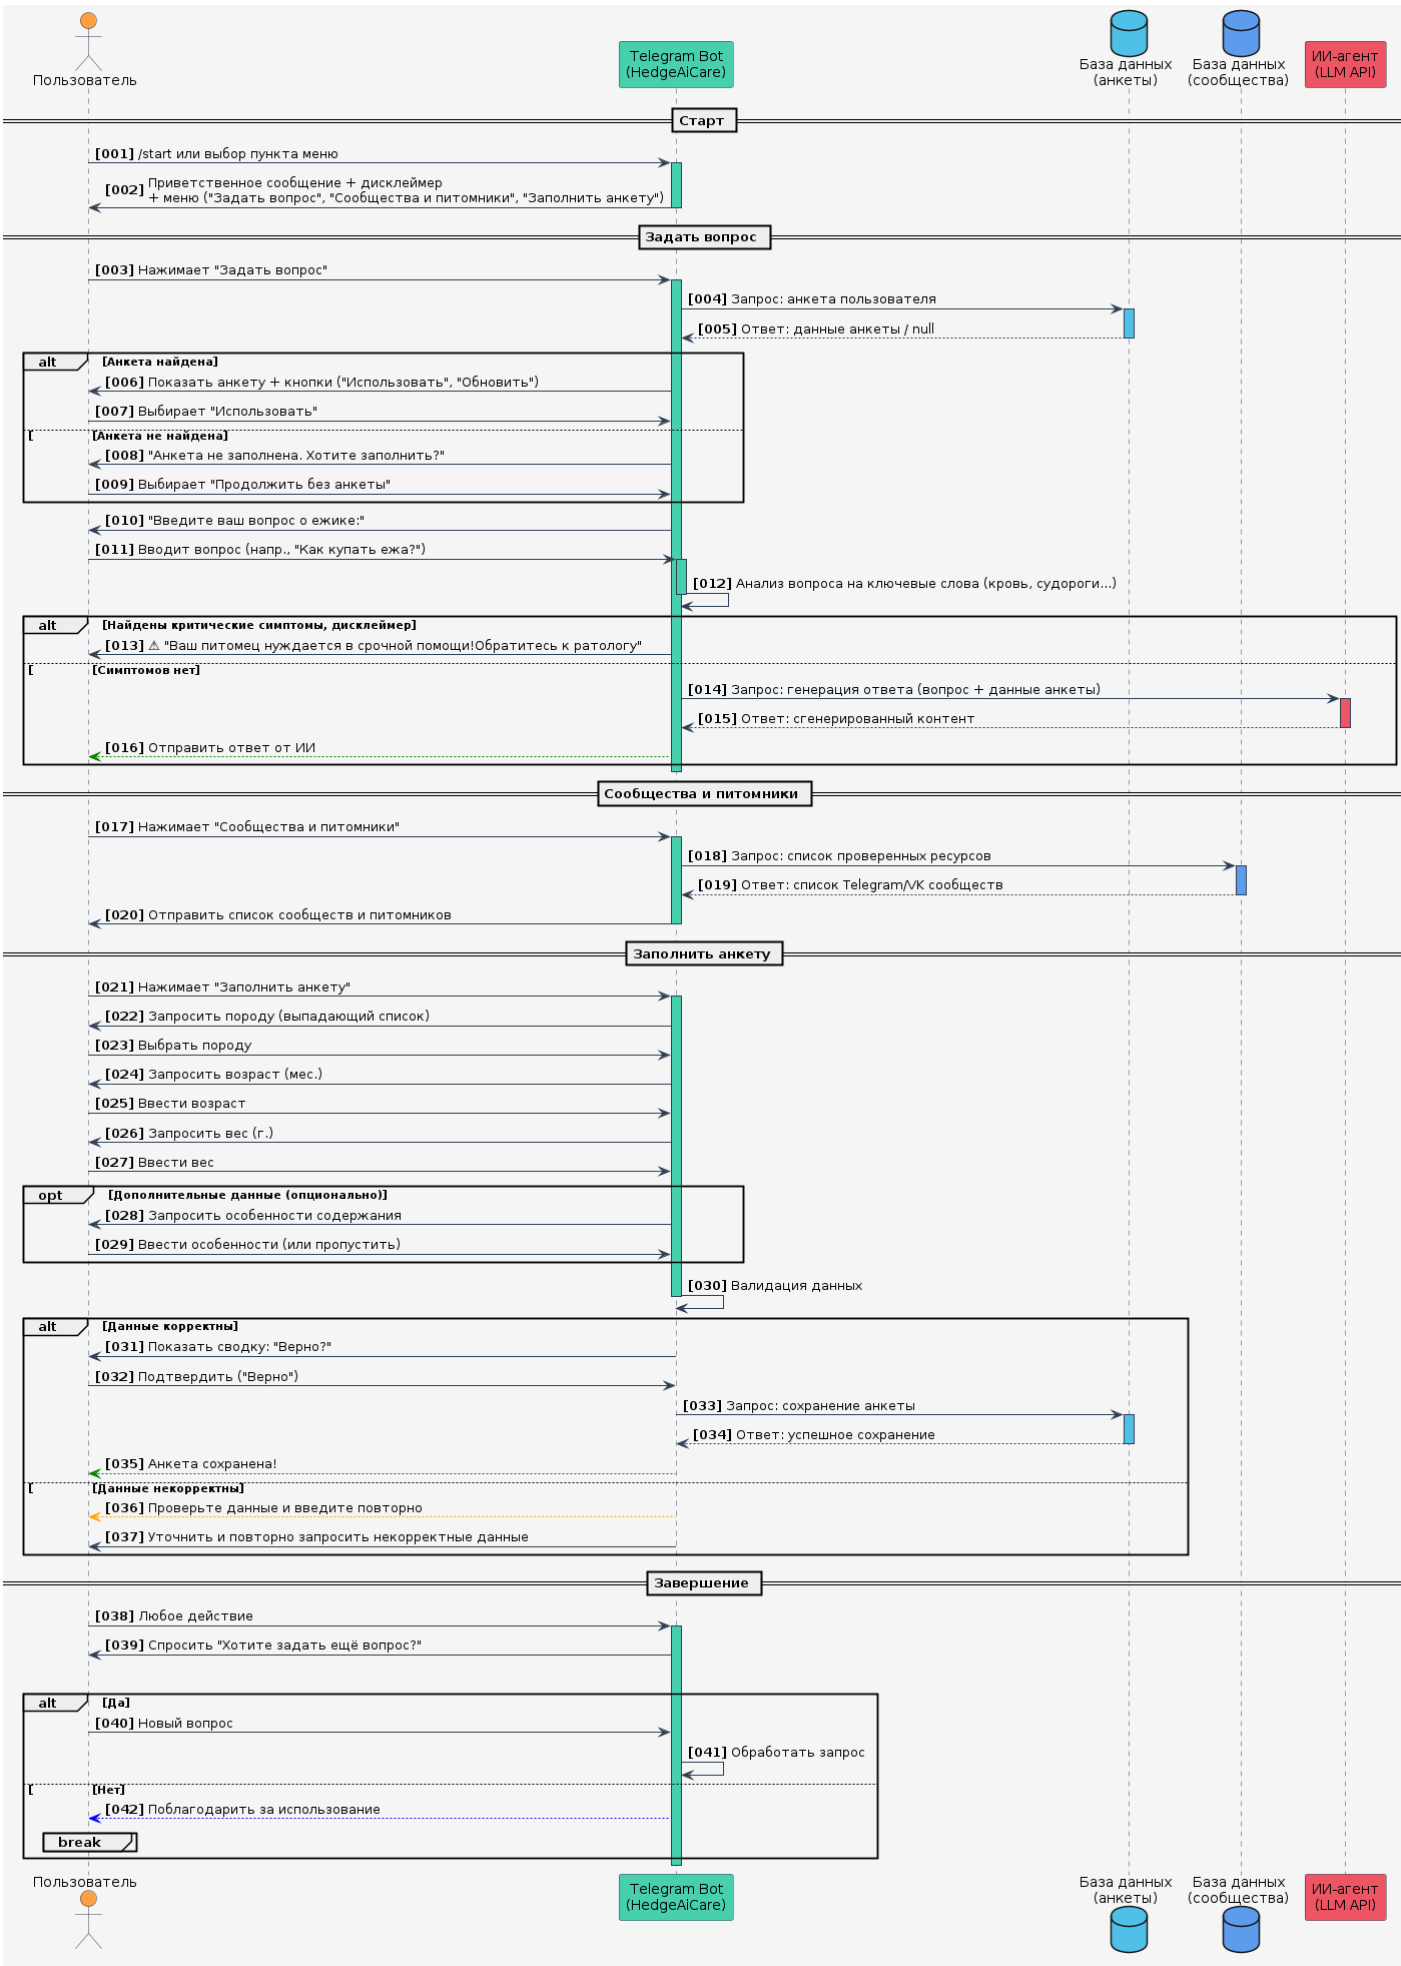 Пользователь
Telegram Bot
(HedgeAiCare)
База данных
(анкеты)
База данных
(сообщества)
ИИ-агент
(LLM API)
Старт
[001] /start или выбор пункта меню
[002] Приветственное сообщение + дисклеймер
+ меню ("Задать вопрос", "Сообщества и питомники", "Заполнить анкету")
Задать вопрос
[003] Нажимает "Задать вопрос"
[004] Запрос: анкета пользователя
[005] Ответ: данные анкеты / null
alt [Анкета найдена]
[006] Показать анкету + кнопки ("Использовать", "Обновить")
[007] Выбирает "Использовать"
[ [Анкета не найдена]
[008] "Анкета не заполнена. Хотите заполнить?"
[009] Выбирает "Продолжить без анкеты"
[010] "Введите ваш вопрос о ежике:"
[011] Вводит вопрос (напр., "Как купать ежа?")
[012] Анализ вопроса на ключевые слова (кровь, судороги...)
alt [Найдены критические симптомы, дисклеймер]
[013] ⚠ "Ваш питомец нуждается в срочной помощи!Обратитесь к ратологу"
[ [Симптомов нет]
[014] Запрос: генерация ответа (вопрос + данные анкеты)
[015] Ответ: сгенерированный контент
[016] Отправить ответ от ИИ
Сообщества и питомники
[017] Нажимает "Сообщества и питомники"
[018] Запрос: список проверенных ресурсов
[019] Ответ: список Telegram/VK сообществ
[020] Отправить список сообществ и питомников
Заполнить анкету
[021] Нажимает "Заполнить анкету"
[022] Запросить породу (выпадающий список)
[023] Выбрать породу
[024] Запросить возраст (мес.)
[025] Ввести возраст
[026] Запросить вес (г.)
[027] Ввести вес
opt [Дополнительные данные (опционально)]
[028] Запросить особенности содержания
[029] Ввести особенности (или пропустить)
[030] Валидация данных
alt [Данные корректны]
[031] Показать сводку: "Верно?"
[032] Подтвердить ("Верно")
[033] Запрос: сохранение анкеты
[034] Ответ: успешное сохранение
[035] Анкета сохранена!
[ [Данные некорректны]
[036] Проверьте данные и введите повторно
[037] Уточнить и повторно запросить некорректные данные
Завершение
[038] Любое действие
[039] Спросить "Хотите задать ещё вопрос?"
alt [Да]
[040] Новый вопрос
[041] Обработать запрос
[ [Нет]
[042] Поблагодарить за использование
break
Пользователь
Telegram Bot
(HedgeAiCare)
База данных
(анкеты)
База данных
(сообщества)
ИИ-агент
(LLM API)